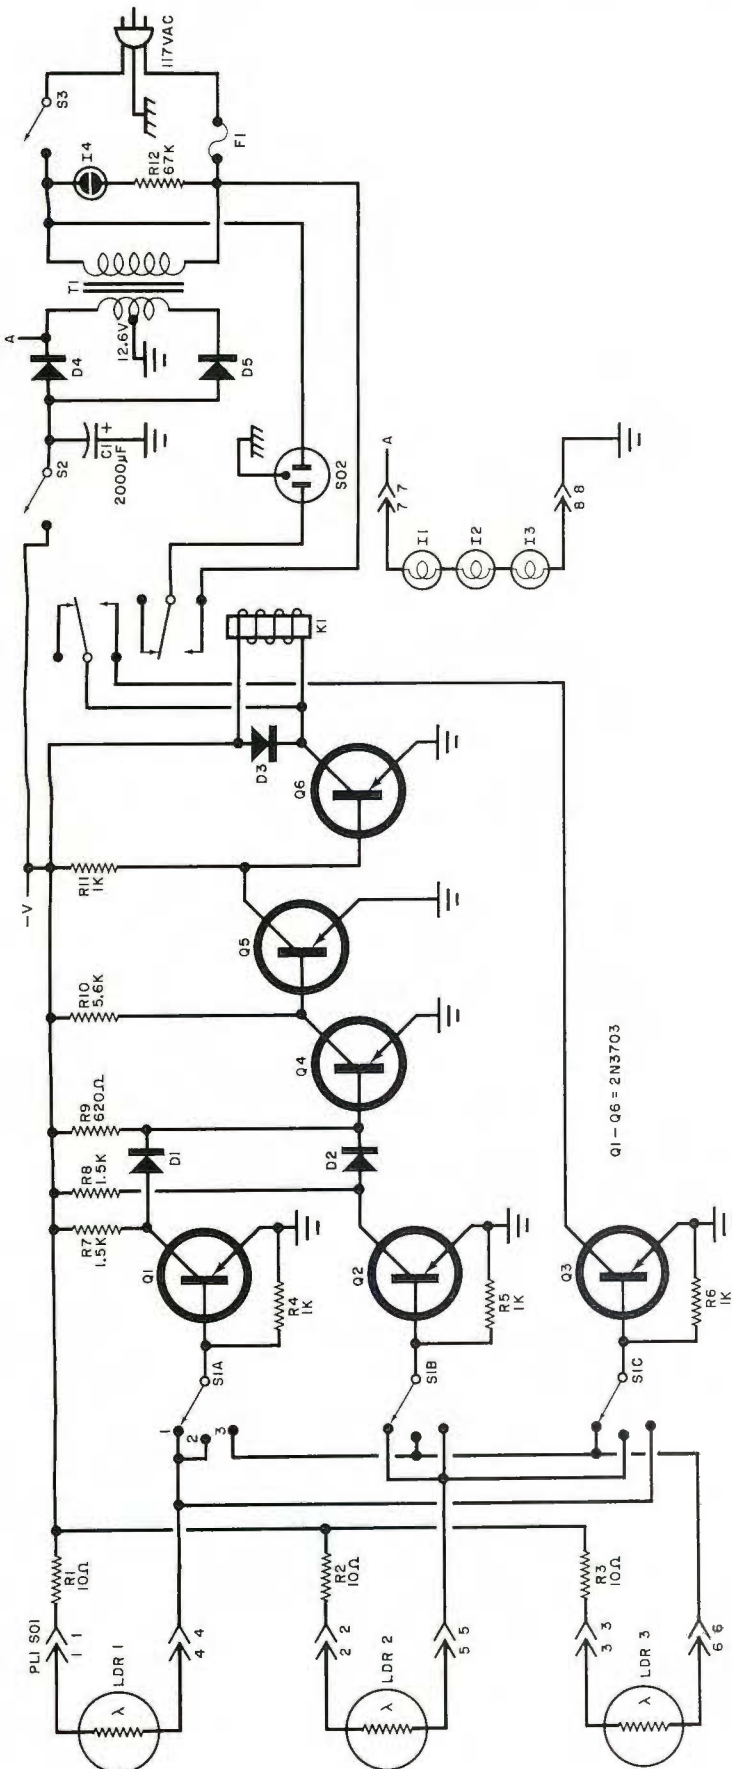 117VAC
S3
F1
I4
R12
67K
T1
12.6V
A
D4
D5
C1 +
2000µF
S2
SO2
A
7 7
I1
I2
I3
8 8
K1
D3
Q6
-V
R11
1K
Q5
R10
5.6K
Q4
R9
620Ω
R8
1.5K
R7
1.5K
D1
D2
Q1-Q6 = 2N3703
Q1
R4
1K
Q2
R5
1K
Q3
R6
1K
S1A
1
2
3
S1B
S1C
R1
10Ω
R2
10Ω
R3
10Ω
PL1 SO1
1 1
λ LDR 1
4 4
2 2
λ LDR 2
5 5
3 3
λ LDR 3
6 6